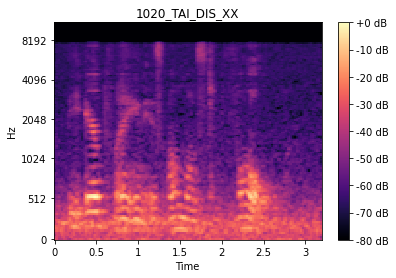 1020_TAI_DIS_XX
+0 dB
8192
-10 dB
4096
-20 dB
-30 dB
2048
Hz
-40 dB
1024
-50 dB
512
-60 dB
-70 dB
0
-80 dB
0 0.5 1 1.5 2 2.5 3
Time